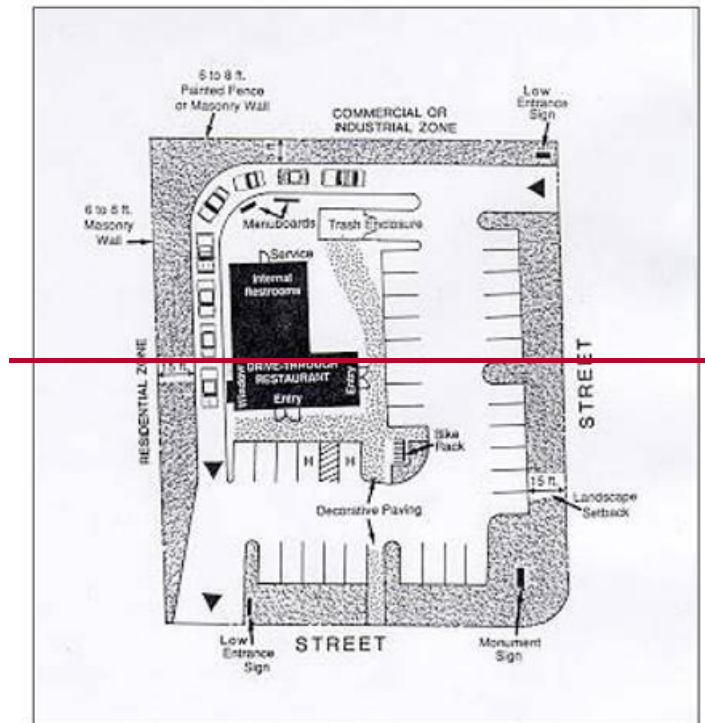 6 to 8 ft.
Painted Fence
or Masonry Wall
COMMERCIAL OR
INDUSTRIAL ZONE
Low
Entrance
Sign
6 to 8 ft.
Masonry
Wall
Menuboards
Trash Enclosure
Service
Internal
Restrooms
RESIDENTIAL ZONE
15 ft.
Window
DRIVE-THROUGH
RESTAURANT
Entry
Entry
STREET
Bike
Rack
H
H
15 ft.
Landscape
Setback
Decorative Paving
Low
Entrance
Sign
STREET
Monument
Sign